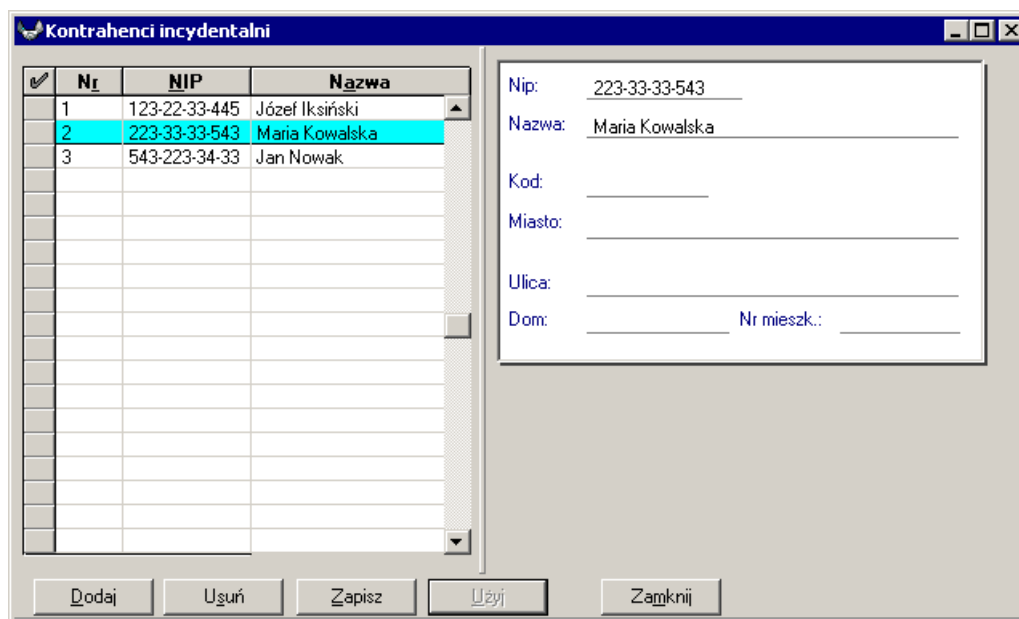 Kontrahenci incydentalni
Nr NIP Nazwa
1 123-22-33-445 Józef Iksiński
2 223-33-33-543 Maria Kowalska
3 543-223-34-33 Jan Nowak
Nip: 223-33-33-543
Nazwa: Maria Kowalska
Kod:
Miasto:
Ulica:
Dom: Nr mieszk.:
Dodaj Usuń Zapisz Użyj Zamknij